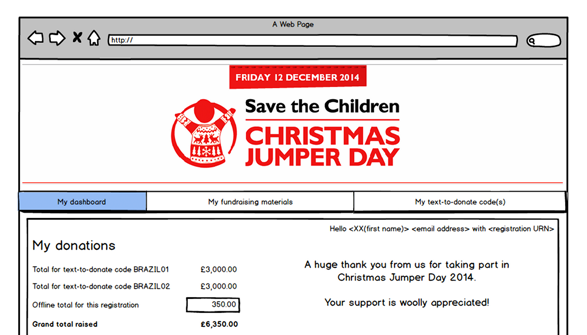 A Web Page
http://
FRIDAY 12 DECEMBER 2014
Save the Children
CHRISTMAS
JUMPER DAY
My dashboard
My fundraising materials
My text-to-donate code(s)
Hello <XX(first name)> <email address> with <registration URN>
My donations
Total for text-to-donate code BRAZIL01 £3,000.00
Total for text-to-donate code BRAZIL02 £3,000.00
Offline total for this registration 350.00
Grand total raised £6,350.00
A huge thank you from us for taking part in
Christmas Jumper Day 2014.
Your support is woolly appreciated!